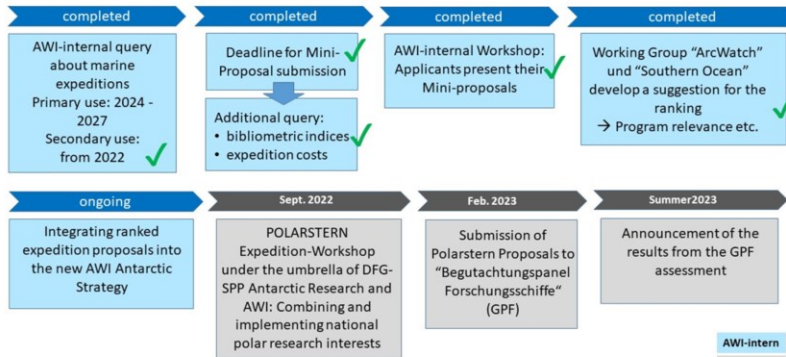 completed
AWI-internal query
about marine
expeditions
Primary use: 2024 -
2027
Secondary use:
from 2022
completed
Deadline for Mini-
Proposal submission
Additional query:
• bibliometric indices
• expedition costs
completed
AWI-internal Workshop:
Applicants present their
Mini-proposals
completed
Working Group “ArcWatch”
und “Southern Ocean”
develop a suggestion for the
ranking
→ Program relevance etc.
ongoing
Integrating ranked
expedition proposals into
the new AWI Antarctic
Strategy
Sept. 2022
POLARSTERN
Expedition-Workshop
under the umbrella of DFG-
SPP Antarctic Research and
AWI: Combining and
implementing national
polar research interests
Feb. 2023
Submission of
Polarstern Proposals to
“Begutachtungspanel
Forschungsschiffe“
(GPF)
Summer2023
Announcement of the
results from the GPF
assessment
AWI-intern